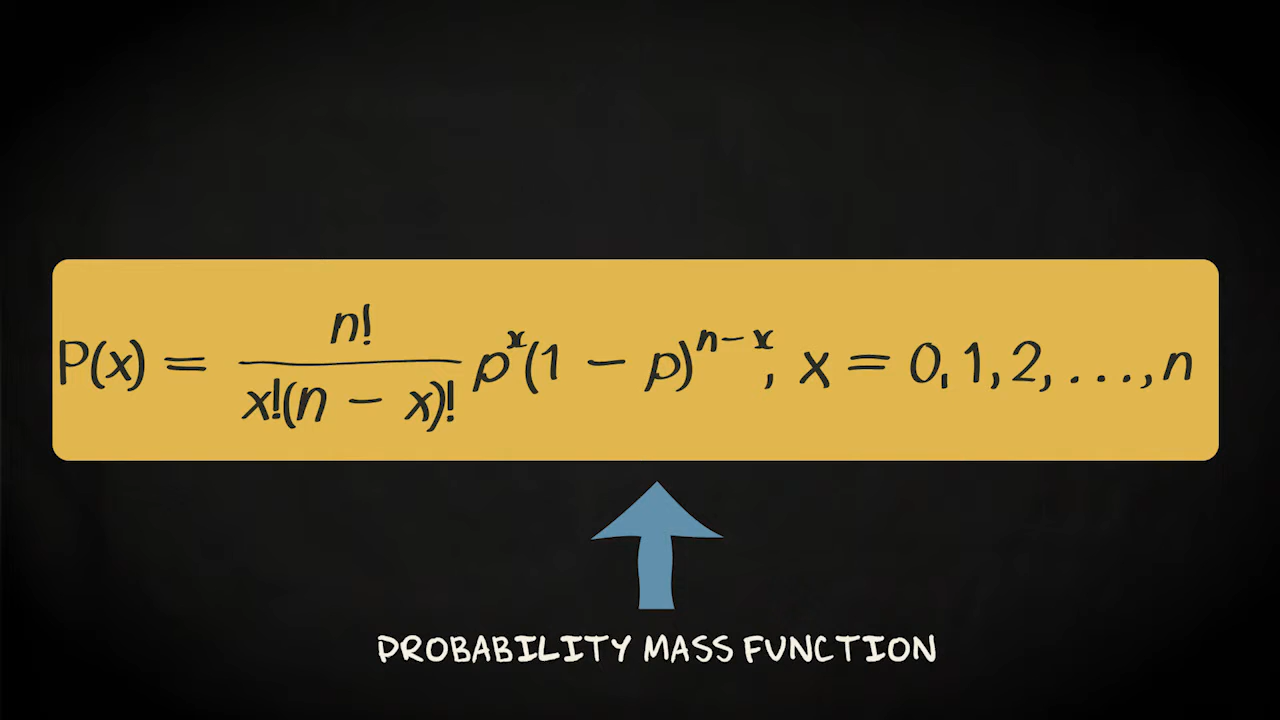 P(x) = n!/x!(n − x)! p^x(1 − p)^n−x, x = 0, 1, 2, ..., n
PROBABILITY MASS FUNCTION